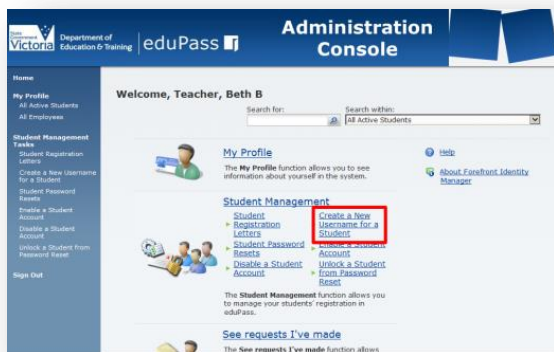 State Government
Victoria
Department of
Education & Training
eduPass
Administration
Console
Home
My Profile
All Active Students
All Employees
Student Management
Tasks
Student Registration
Letters
Create a New Username
for a Student
Student Password
Resets
Enable a Student
Account
Disable a Student
Account
Unlock a Student from
Password Reset
Sign Out
Welcome, Teacher, Beth B
Search for:
Search within:
All Active Students
My Profile
The My Profile function allows you to see
information about yourself in the system.
Help
About Forefront Identity
Manager
Student Management
Student
Registration
Letters
Create a New
Username for a
Student
Student Password
Resets
Enable a Student
Account
Disable a Student
Account
Unlock a Student
from Password
Reset
The Student Management function allows you
to manage your students' registration in
eduPass.
See requests I've made
The See requests I've made function allows